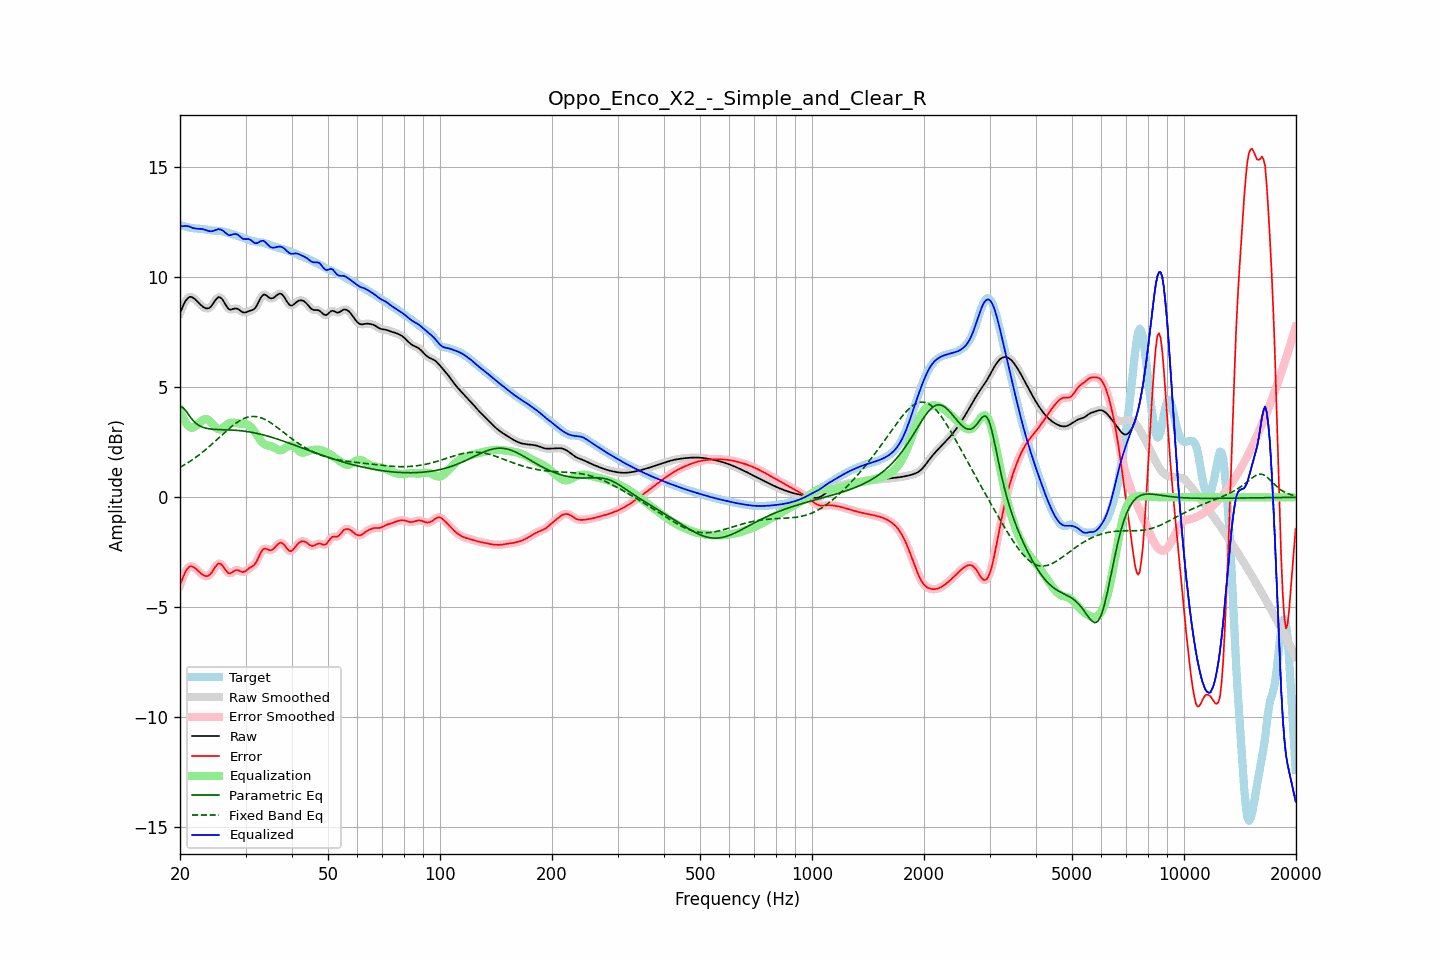 Oppo_Enco_X2_-_Simple_and_Clear_R
Amplitude (dBr)
15
10
5
0
−5
−10
−15
Target
Raw Smoothed
Error Smoothed
Raw
Error
Equalization
Parametric Eq
Fixed Band Eq
Equalized
20
50
100
200
500
1000
2000
5000
10000
20000
Frequency (Hz)